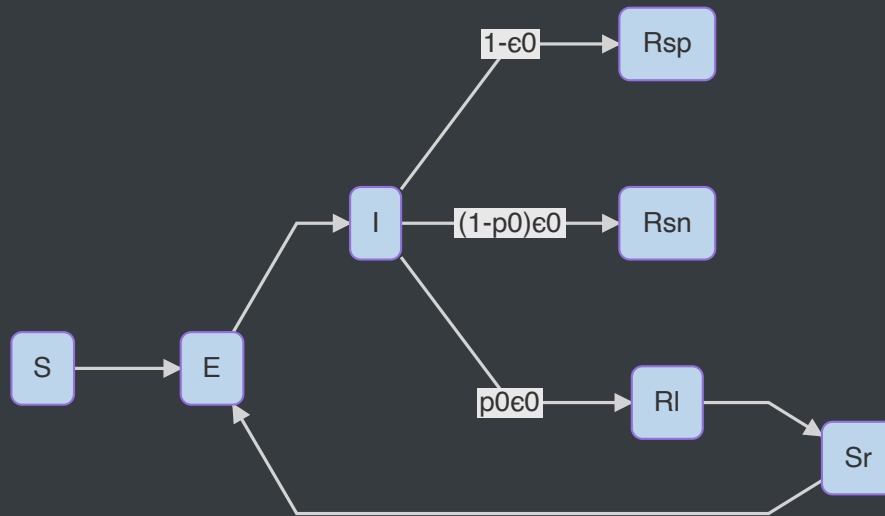 Rsp
1-ϵ0
I
(1-p0)ϵ0
Rsn
S
E
p0ϵ0
Rl
Sr